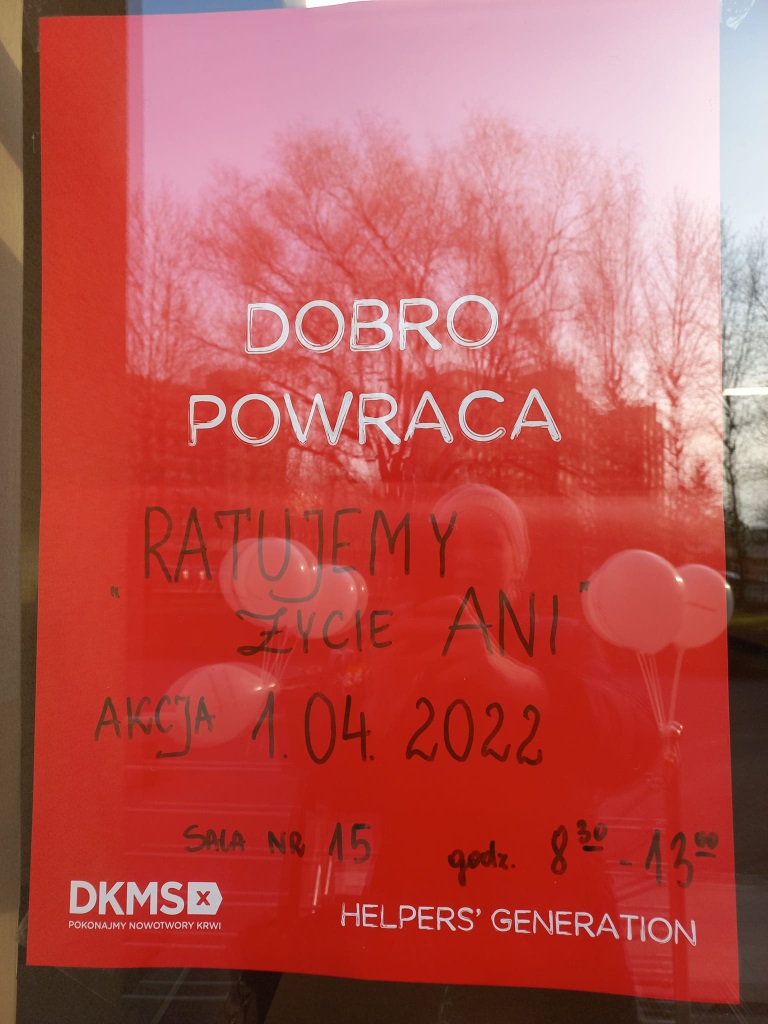 DOBRO
POWRACA
RATUJEMY
"ŻYCIE ANI"
AKCJA 1.04.2022
SALA NR 15 godz. 8³⁰-13⁰⁰
DKMS x
POKONAJMY NOWOTWORY KRWI
HELPERS' GENERATION